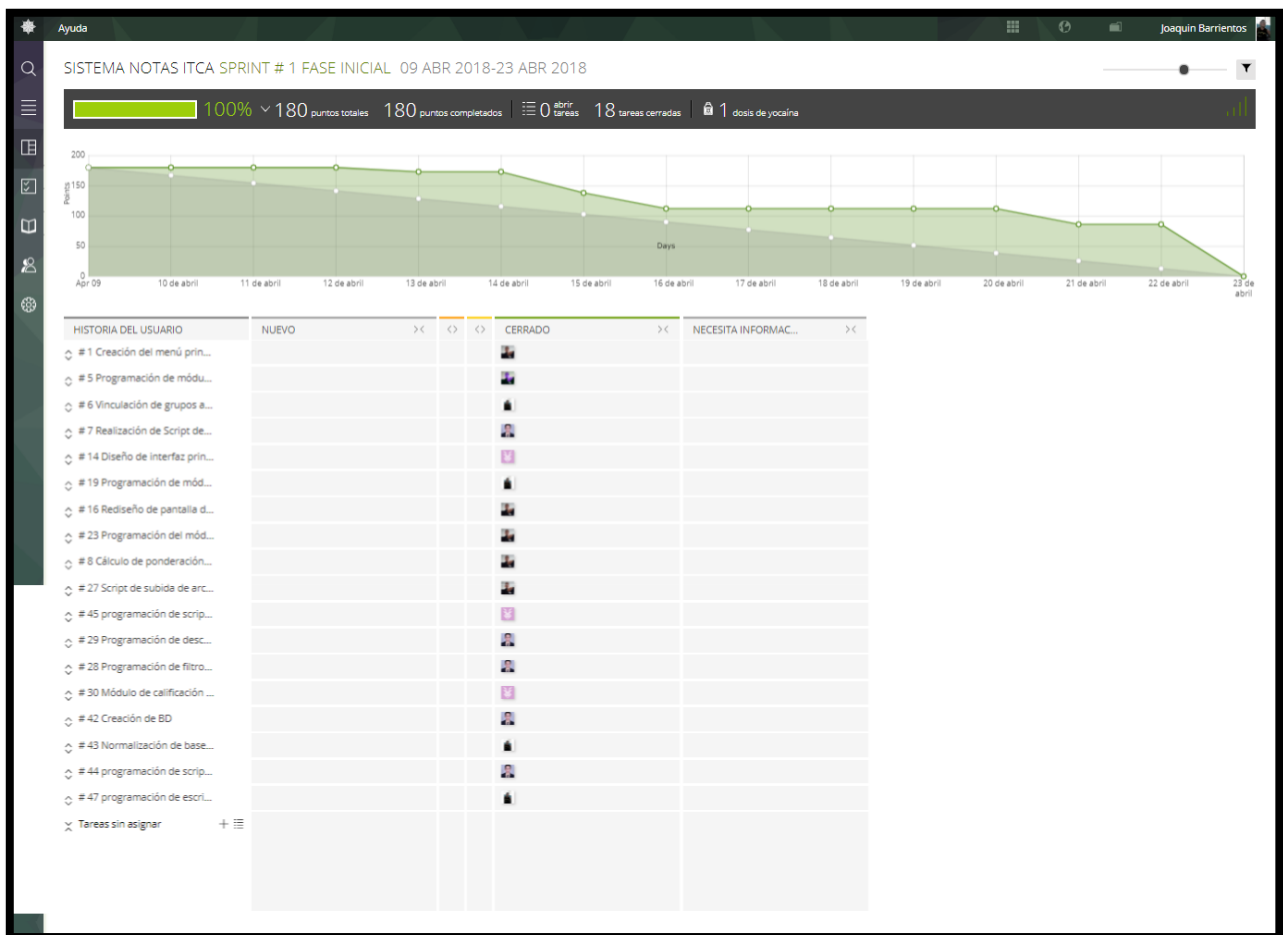 Ayuda
Joaquin Barrientos
SISTEMA NOTAS ITCA SPRINT # 1 FASE INICIAL 09 ABR 2018-23 ABR 2018
100% 180 puntos totales 180 puntos completados 0 abrir tareas 18 tareas cerradas 1 dosis de yocaína
200
150
100
50
0
Points
Days
Apr 09 10 de abril 11 de abril 12 de abril 13 de abril 14 de abril 15 de abril 16 de abril 17 de abril 18 de abril 19 de abril 20 de abril 21 de abril 22 de abril 23 de abril
HISTORIA DEL USUARIO NUEVO CERRADO NECESITA INFORMAC...
# 1 Creación del menú prin...
# 5 Programación de módu...
# 6 Vinculación de grupos a...
# 7 Realización de Script de...
# 14 Diseño de interfaz prin...
# 19 Programación de mód...
# 16 Rediseño de pantalla d...
# 23 Programación del mód...
# 8 Cálculo de ponderación...
# 27 Script de subida de arc...
# 45 programación de scrip...
# 29 Programación de desc...
# 28 Programación de filtro...
# 30 Módulo de calificación ...
# 42 Creación de BD
# 43 Normalización de base...
# 44 programación de scrip...
# 47 programación de escri...
Tareas sin asignar